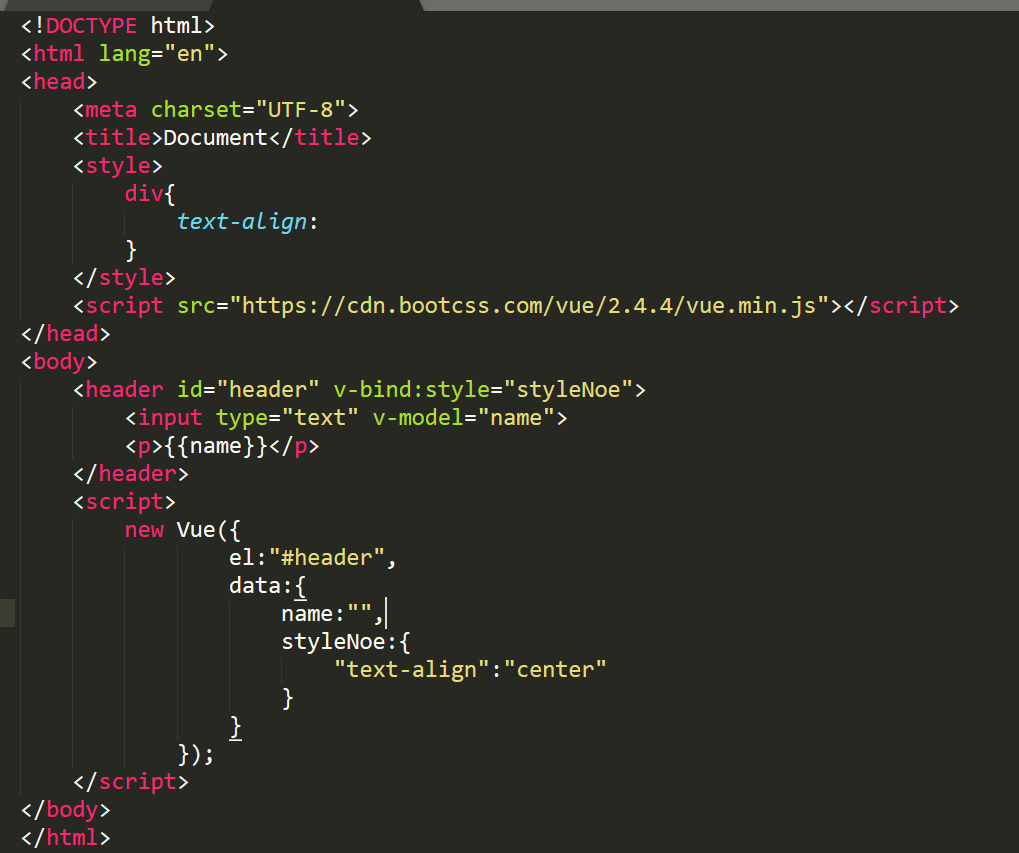 <!DOCTYPE html>
<html lang="en">
<head>
    <meta charset="UTF-8">
    <title>Document</title>
    <style>
        div{
            text-align:
        }
    </style>
    <script src="https://cdn.bootcss.com/vue/2.4.4/vue.min.js"></script>
</head>
<body>
    <header id="header" v-bind:style="styleNoe">
        <input type="text" v-model="name">
        <p>{{name}}</p>
    </header>
    <script>
        new Vue({
                el:"#header",
                data:{
                    name:"",
                    styleNoe:{
                        "text-align":"center"
                    }
                }
            });
    </script>
</body>
</html>